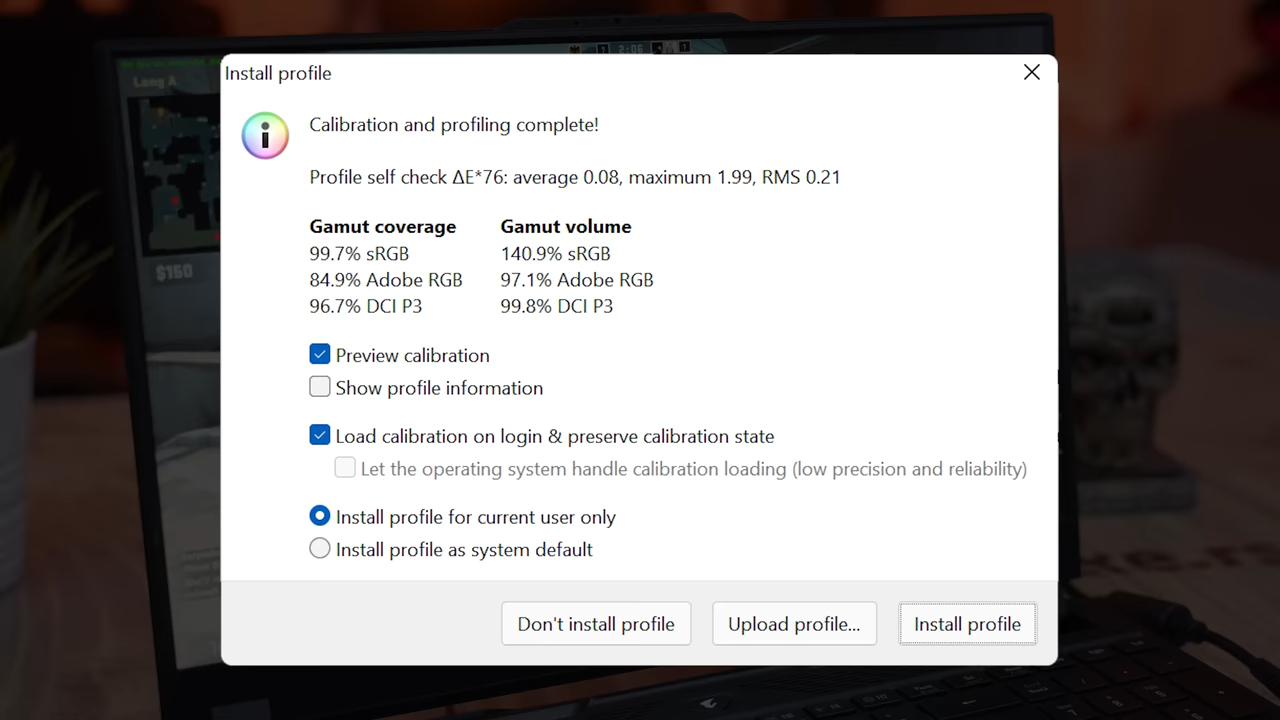 Long A
2:06
$150
Install profile
Calibration and profiling complete!
Profile self check ΔE*76: average 0.08, maximum 1.99, RMS 0.21
Gamut coverage Gamut volume
99.7% sRGB 140.9% sRGB
84.9% Adobe RGB 97.1% Adobe RGB
96.7% DCI P3 99.8% DCI P3
Preview calibration
Show profile information
Load calibration on login & preserve calibration state
Let the operating system handle calibration loading (low precision and reliability)
Install profile for current user only
Install profile as system default
Don't install profile Upload profile... Install profile